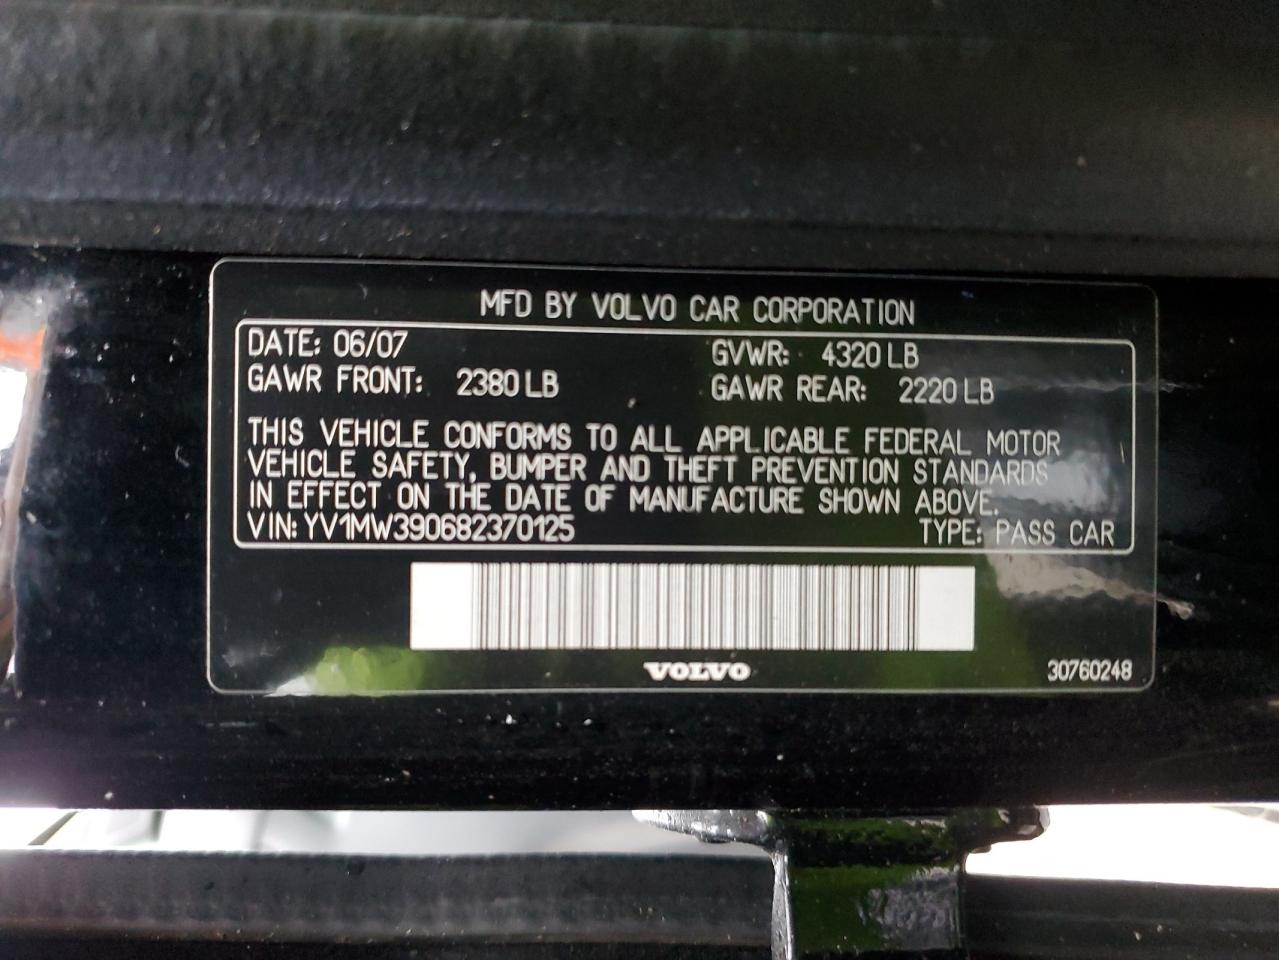 MFD BY VOLVO CAR CORPORATION
DATE: 06/07 GVWR: 4320 LB
GAWR FRONT: 2380 LB GAWR REAR: 2220 LB
THIS VEHICLE CONFORMS TO ALL APPLICABLE FEDERAL MOTOR
VEHICLE SAFETY, BUMPER AND THEFT PREVENTION STANDARDS
IN EFFECT ON THE DATE OF MANUFACTURE SHOWN ABOVE.
VIN: YV1MW390682370125 TYPE: PASS CAR
VOLVO
30760248